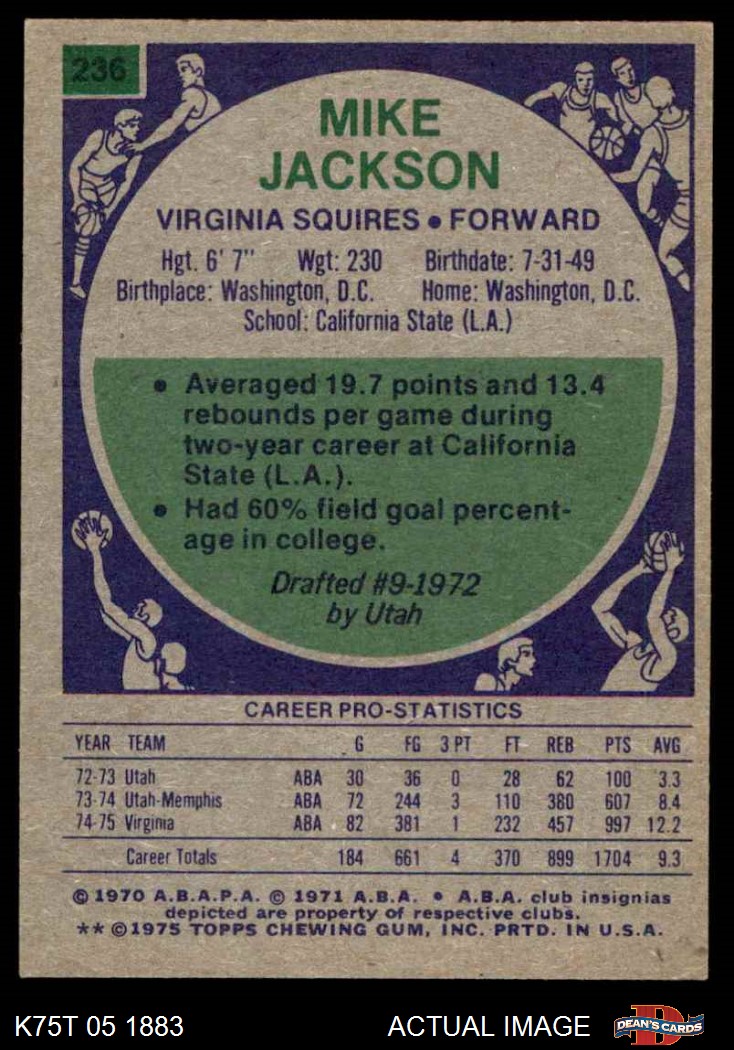 236
MIKE
JACKSON
VIRGINIA SQUIRES • FORWARD
Hgt. 6' 7" Wgt: 230 Birthdate: 7-31-49
Birthplace: Washington, D.C. Home: Washington, D.C.
School: California State (L.A.)
• Averaged 19.7 points and 13.4
rebounds per game during
two-year career at California
State (L.A.).
• Had 60% field goal percent-
age in college.
Drafted #9-1972
by Utah
CAREER PRO-STATISTICS
YEAR TEAM G FG 3 PT FT REB PTS AVG
72-73 Utah ABA 30 36 0 28 62 100 3.3
73-74 Utah-Memphis ABA 72 244 3 110 380 607 8.4
74-75 Virginia ABA 82 381 1 232 457 997 12.2
Career Totals 184 661 4 370 899 1704 9.3
© 1970 A.B.A.P.A. © 1971 A.B.A. • A.B.A. club insignias
depicted are property of respective clubs.
** ©1975 TOPPS CHEWING GUM, INC. PRTD. IN U.S.A.
K75T 05 1883 ACTUAL IMAGE D DEAN'S CARDS